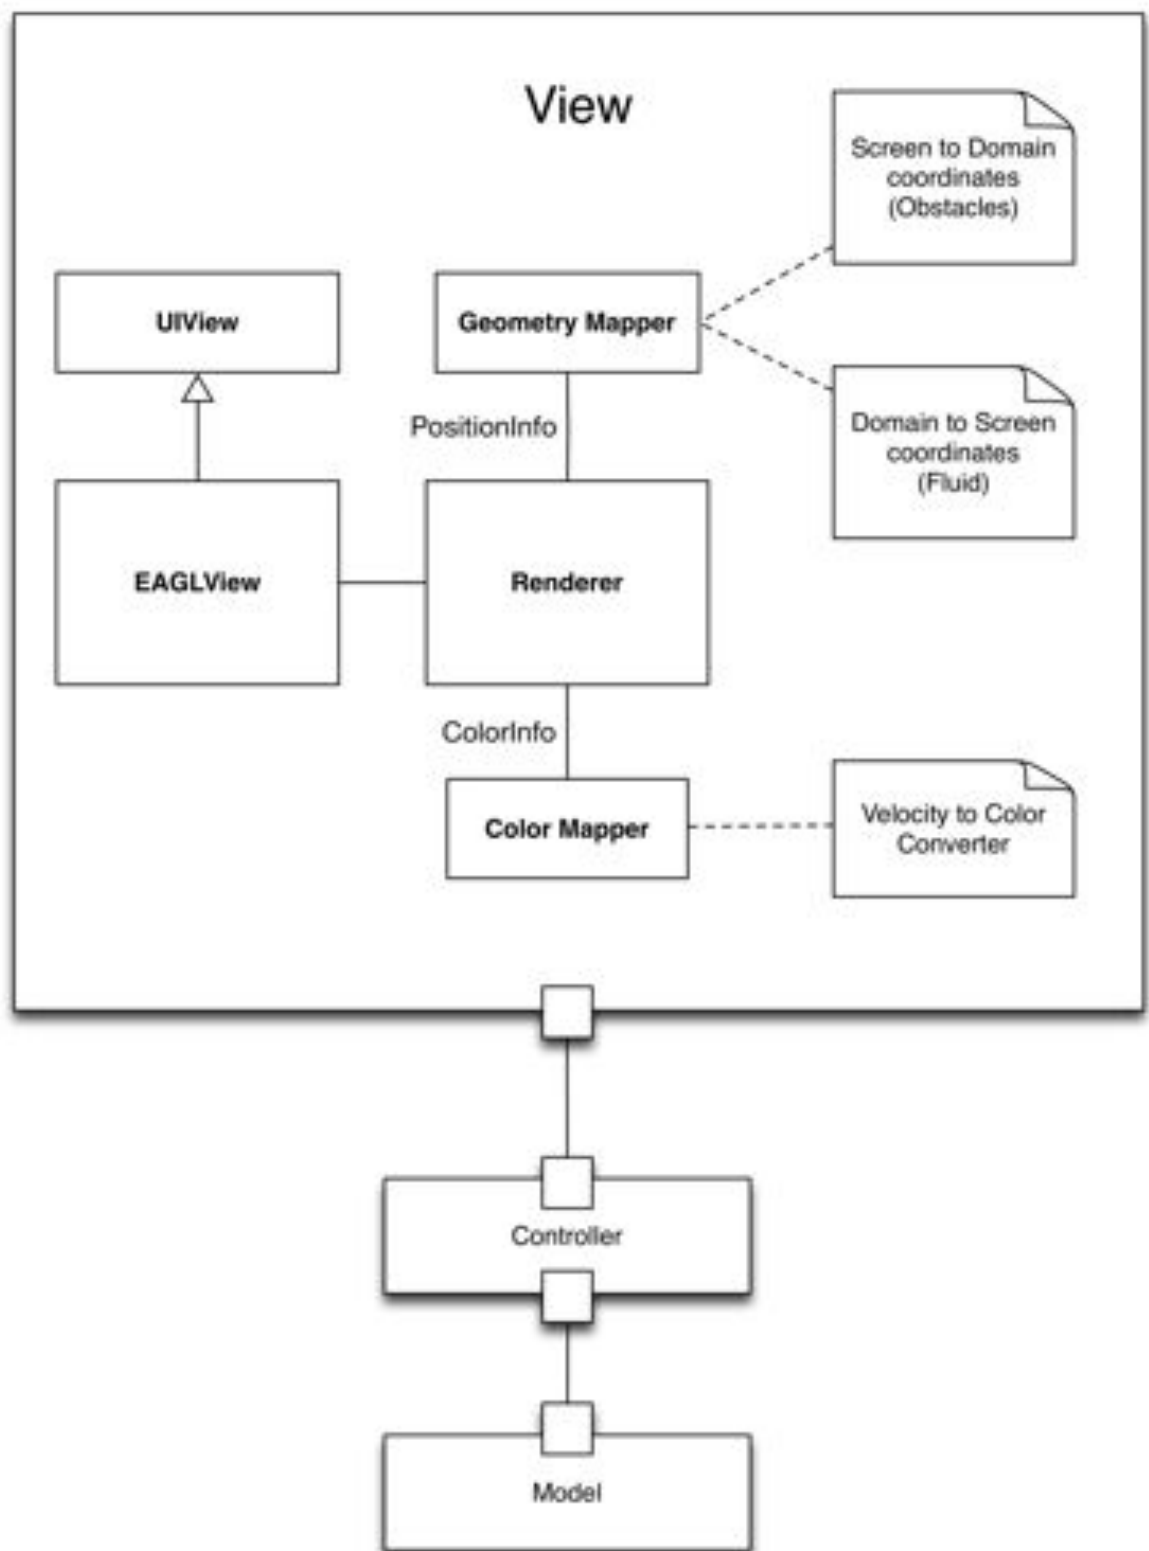 View
Screen to Domain
coordinates
(Obstacles)
UIView
Geometry Mapper
PositionInfo
Domain to Screen
coordinates
(Fluid)
EAGLView
Renderer
ColorInfo
Color Mapper
Velocity to Color
Converter
Controller
Model